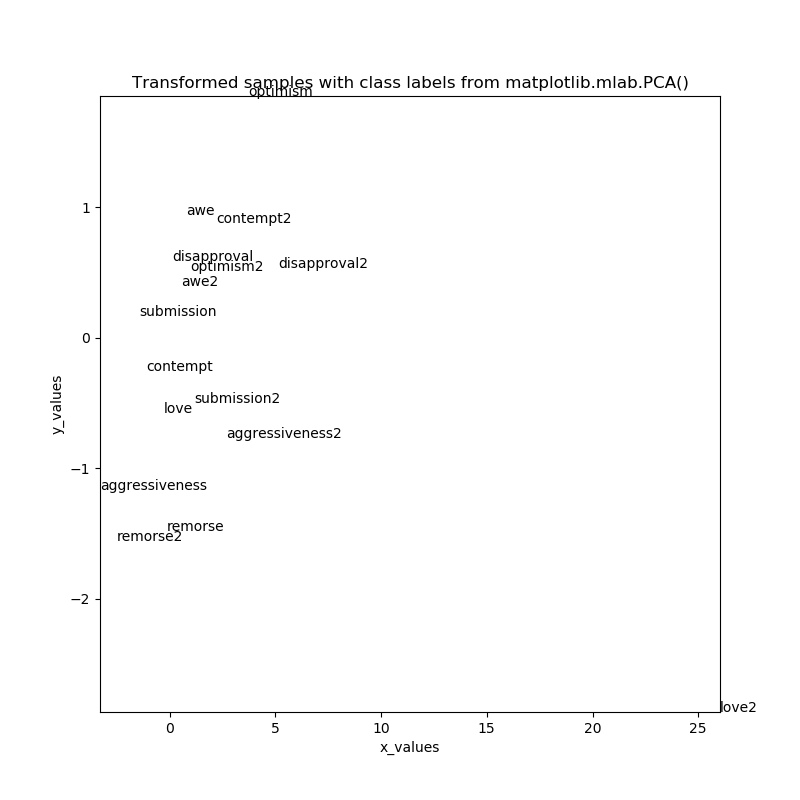 Transformed samples with class labels from matplotlib.mlab.PCA()
optimism
1
awe
contempt2
disapproval
optimism2
disapproval2
awe2
submission
0
contempt
submission2
love
aggressiveness2
y_values
−1
aggressiveness
remorse
remorse2
−2
love2
0 5 10 15 20 25
x_values